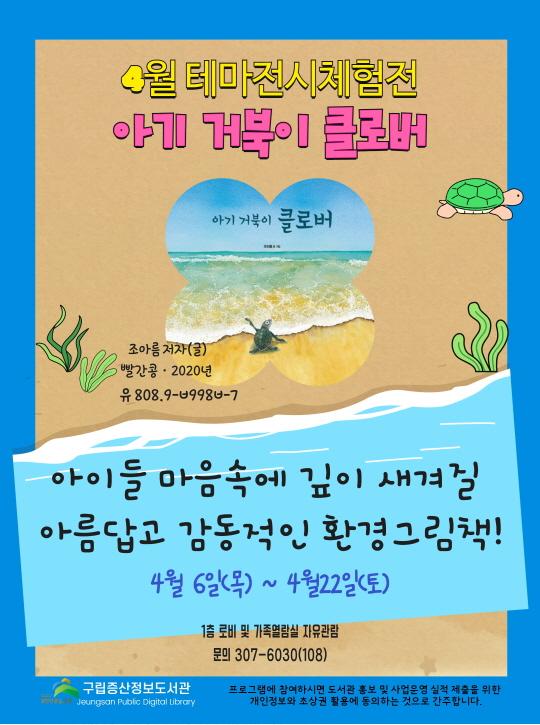 4월 테마전시체험전
아기 거북이 클로버
아기 거북이 클로버
조아름 저자(글)
빨간콩 · 2020년
유 808.9-ㅂ998ㅂ-7
아이들 마음속에 깊이 새겨질
아름답고 감동적인 환경그림책!
4월 6일(목) ~ 4월22일(토)
1층 로비 및 가족열람실 자유관람
문의 307-6030(108)
구립증산정보도서관
Jeungsan Public Digital Library
프로그램에 참여하시면 도서관 홍보 및 사업운영 실적 제출을 위한
개인정보와 초상권 활용에 동의하는 것으로 간주합니다.